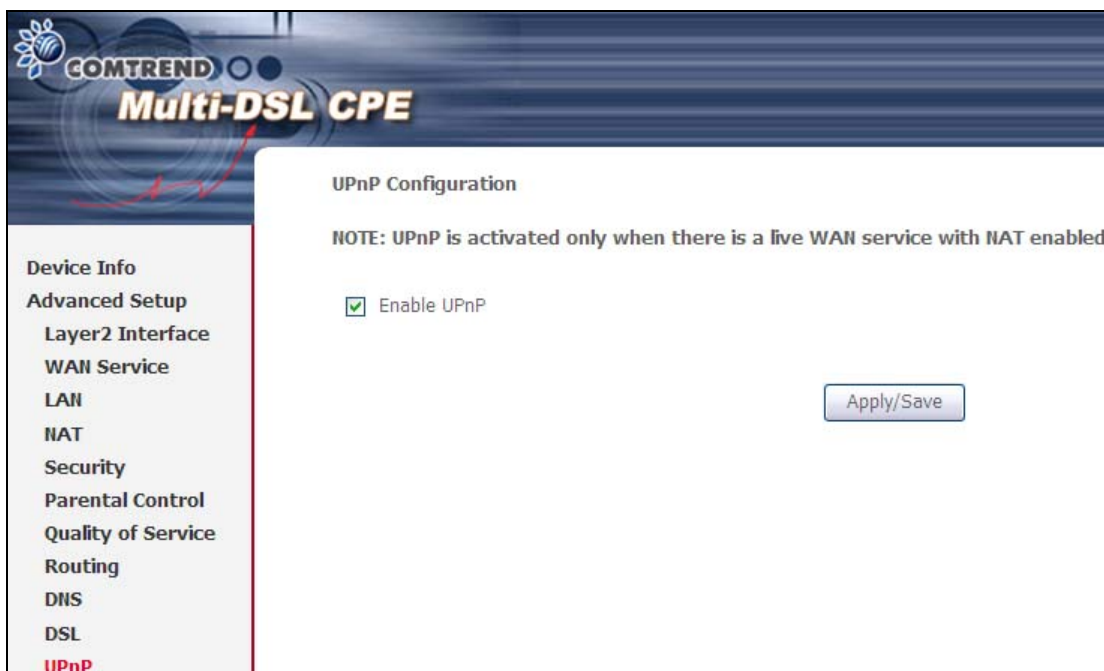 COMTREND
Multi-DSL CPE
UPnP Configuration
NOTE: UPnP is activated only when there is a live WAN service with NAT enabled
Enable UPnP
Apply/Save
Device Info
Advanced Setup
Layer2 Interface
WAN Service
LAN
NAT
Security
Parental Control
Quality of Service
Routing
DNS
DSL
UPnP